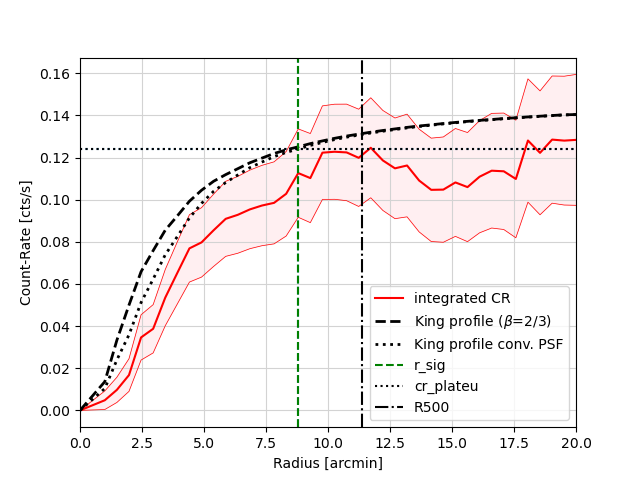 0.16
0.14
0.12
0.10
0.08
0.06
0.04
0.02
0.00
Count-Rate [cts/s]
integrated CR
King profile (β=2/3)
King profile conv. PSF
r_sig
cr_plateu
R500
0.0 2.5 5.0 7.5 10.0 12.5 15.0 17.5 20.0
Radius [arcmin]